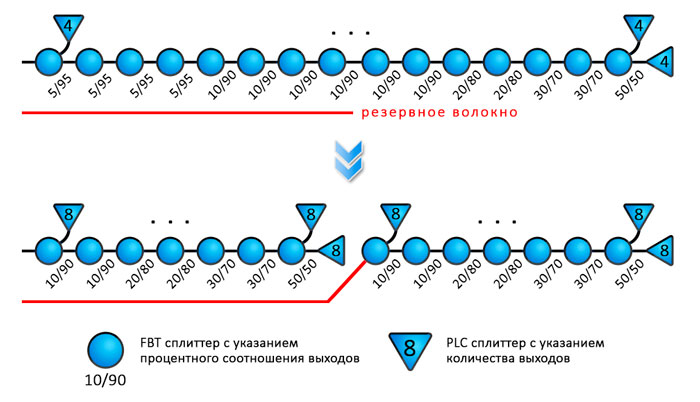 4 . . . 4
4
5/95 5/95 5/95 5/95 10/90 10/90 10/90 10/90 10/90 10/90 20/80 20/80 30/70 30/70 50/50
резервное волокно
8 . . . 8 8 . . . 8
8 8
10/90 10/90 20/80 20/80 30/70 30/70 50/50 10/90 10/90 20/80 20/80 30/70 30/70 50/50
FBT сплиттер с указанием
процентного соотношения выходов
10/90
8
PLC сплиттер с указанием
количества выходов